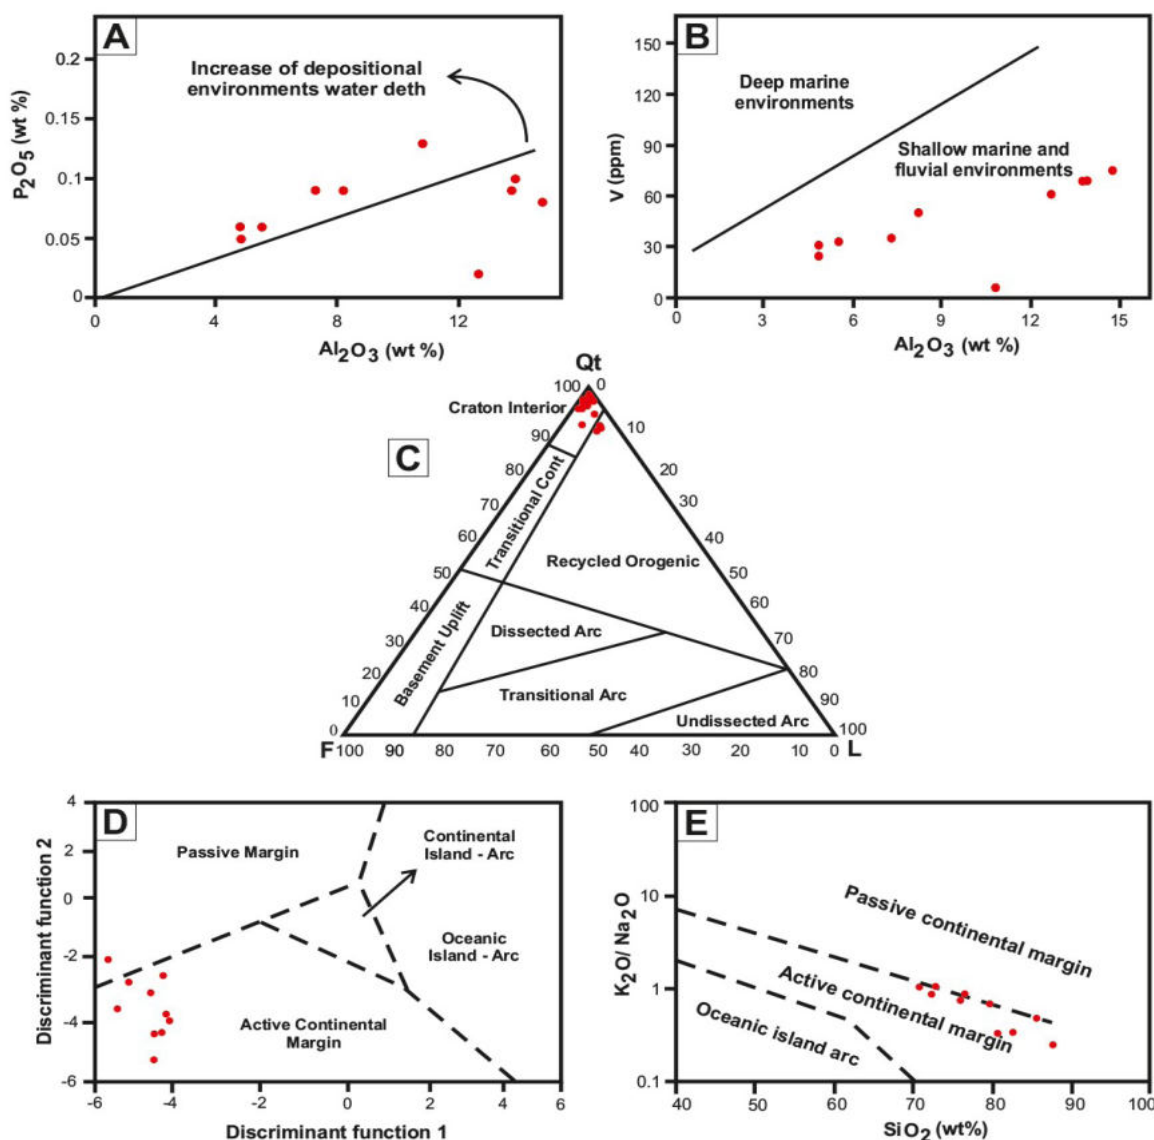 A
P2O5 (wt %)
0.2
0.15
0.1
0.05
0
Increase of depositional
environments water deth
0
4
8
12
Al2O3 (wt %)
B
V (ppm)
150
120
90
60
30
0
Deep marine
environments
Shallow marine and
fluvial environments
0
3
6
9
12
15
Al2O3 (wt %)
C
Qt
100
0
Craton Interior
90
80
70
60
50
40
30
20
10
0
10
20
30
40
50
60
70
80
90
100
Transitional Cont
Recycled Orogenic
Basement Uplift
Dissected Arc
Transitional Arc
Undissected Arc
F
100
90
80
70
60
50
40
30
20
10
0
L
D
Discriminant function 2
4
2
0
-2
-4
-6
Passive Margin
Continental
Island - Arc
Oceanic
Island - Arc
Active Continental
Margin
-6
-4
-2
0
2
4
6
Discriminant function 1
E
K2O/ Na2O
100
10
1
0.1
Passive continental margin
Active continental margin
Oceanic island arc
40
50
60
70
80
90
100
SiO2 (wt%)